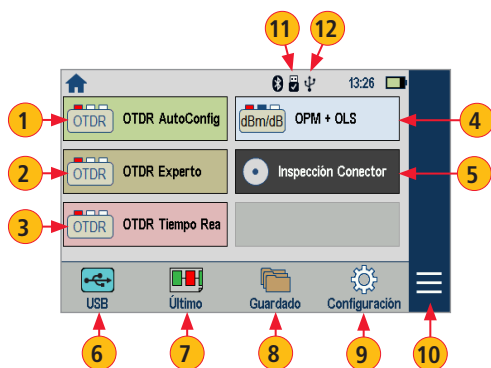 11 12
13:26
1 OTDR OTDR AutoConfig dBm/dB OPM + OLS 4
2 OTDR OTDR Experto Inspección Conector 5
3 OTDR OTDR Tiempo Rea
USB Último Guardado Configuraciòn
6 7 8 9 10